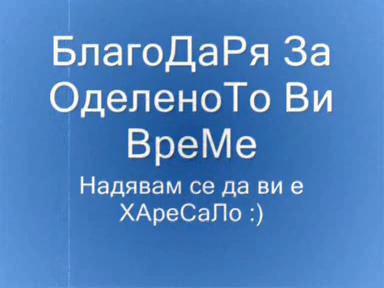 БлагоДаРя За
ОделеноТо Ви
ВреМе
Надявам се да ви е
ХАреСаЛо :)